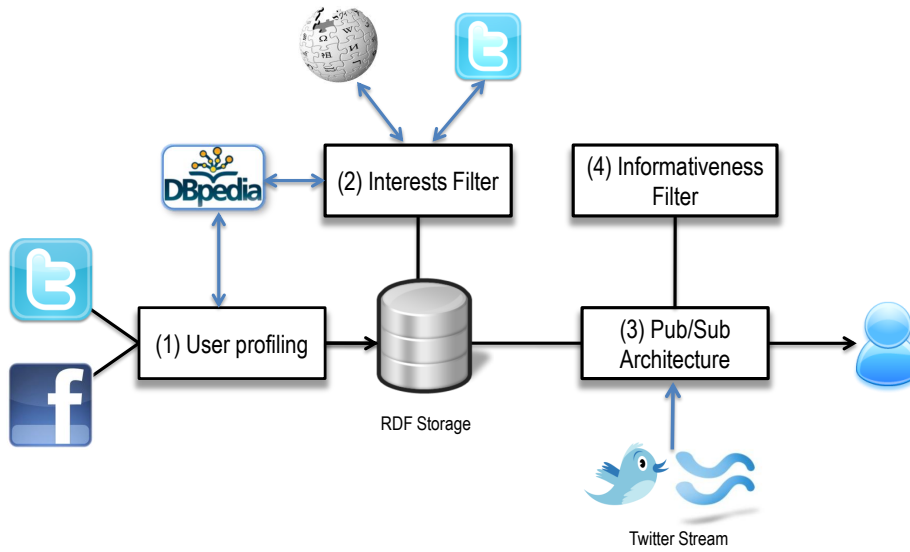 Ω
W
И
(2) Interests Filter
(4) Informativeness
Filter
DBpedia
(1) User profiling
(3) Pub/Sub
Architecture
RDF Storage
Twitter Stream